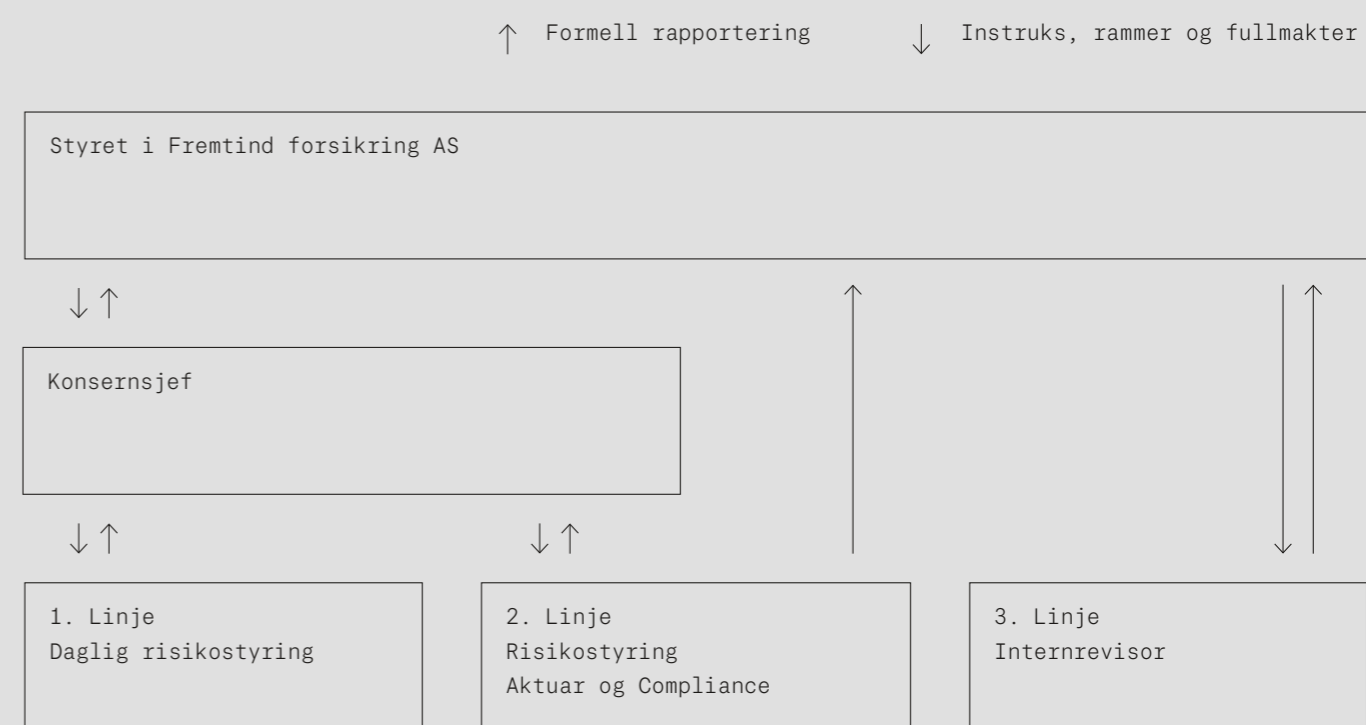 Formell rapportering
Instruks, rammer og fullmakter
Styret i Fremtind forsikring AS
Konsernsjef
1. Linje
Daglig risikostyring
2. Linje
Risikostyring
Aktuar og Compliance
3. Linje
Internrevisor